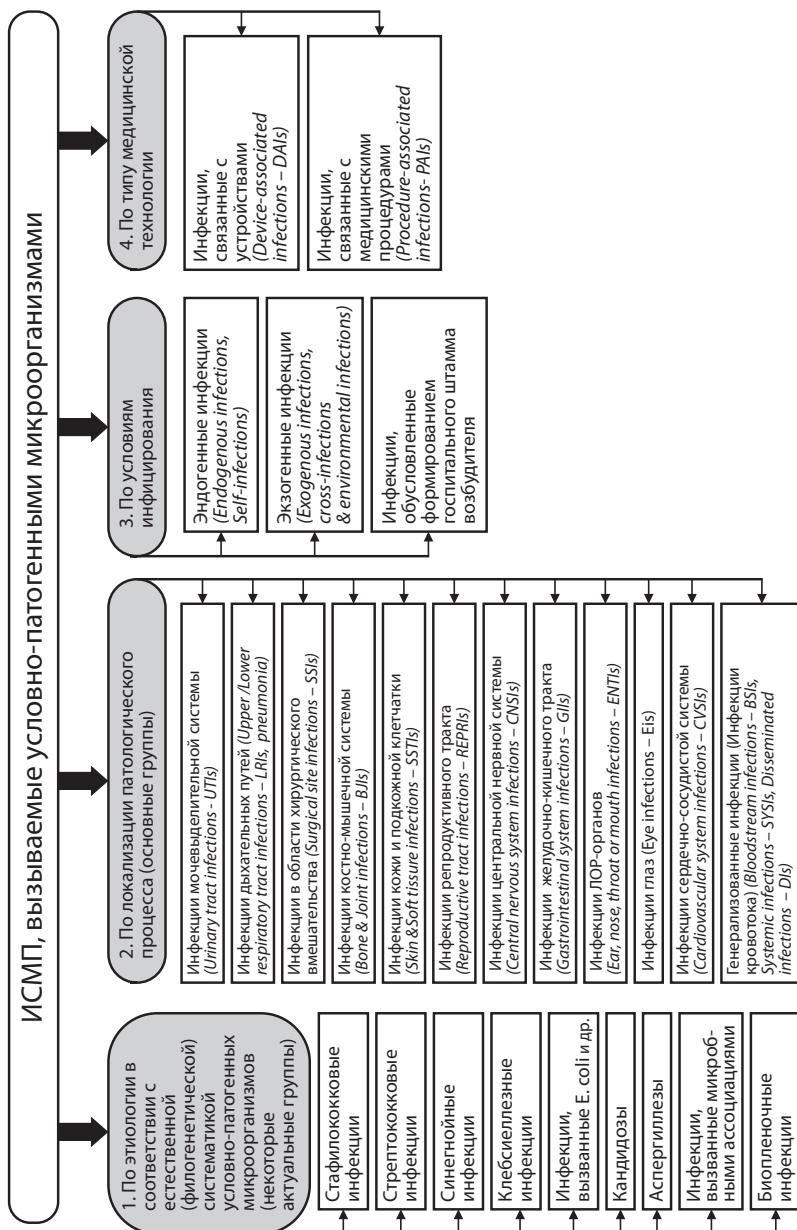 ИСМП, вызываемые условно-патогенными микроорганизмами
1. По этиологии в
соответствии с
естественной
(филогенетической)
систематикой
условно-патогенных
микроорганизмов
(некоторые
актуальные группы)
Стафилококковые
инфекции
Стрептококковые
инфекции
Синегнойные
инфекции
Клебсиеллезные
инфекции
Инфекции,
вызванные E. coli и др.
Кандидозы
Аспергиллезы
Инфекции,
вызванные микроб-
ными ассоциациями
Биопленочные
инфекции
2. По локализации патологического
процесса (основные группы)
Инфекции мочевыделительной системы
(Urinary tract infections – UTIs)
Инфекции дыхательных путей (Upper /Lower
respiratory tract infections – LRIs, pneumonia)
Инфекции в области хирургического
вмешательства (Surgical site infections – SSIs)
Инфекции костно-мышечной системы
(Bone & Joint infections – BJIs)
Инфекции кожи и подкожной клетчатки
(Skin &Soft tissure infections – SSTIs)
Инфекции репродуктивного тракта
(Reproductive tract infections – REPRIs)
Инфекции центральной нервной системы
(Central nervous system infections – CNSIs)
Инфекции желудочно-кишечного тракта
(Gastrointestinal system infections – GIIs)
Инфекции ЛОР-органов
(Ear, nose, throat or mouth infections – ENTIs)
Инфекции глаз (Eye infections – Eis)
Инфекции сердечно-сосудистой системы
(Cardiovascular system infections – CVSIs)
Генерализованные инфекции (Инфекции
кровотока) (Bloodstream infections – BSIs,
Systemic infections – SYSIs, Disseminated
infections – DIs)
3. По условиям
инфицирования
Эндогенные инфекции
(Endogenous infections,
Self-infections)
Экзогенные инфекции
(Exogenous infections,
cross-infections
& environmental infections)
Инфекции,
обусловленные
формированием
госпитального штамма
возбудителя
4. По типу медицинской
технологии
Инфекции,
связанные с
устройствами
(Device-associated
infections – DAIs)
Инфекции,
связанные с
медицинскими
процедурами
(Procedure-associated
infections- PAIs)